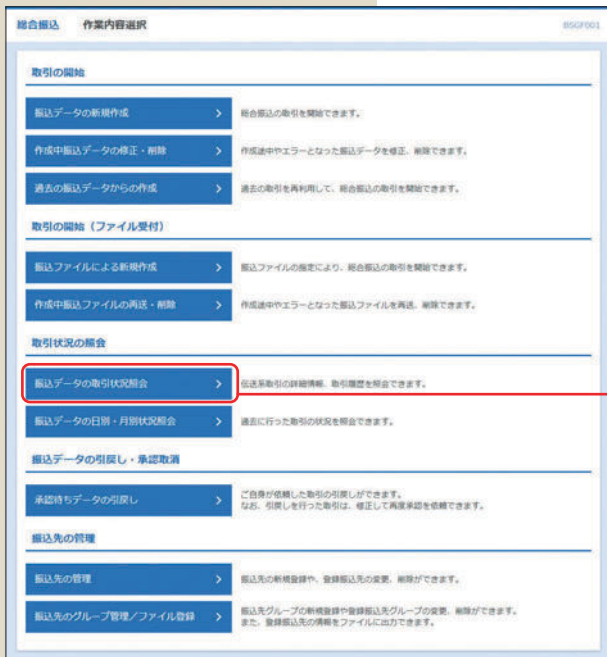 総合振込 作業内容選択 BSGF001
取引の開始
振込データの新規作成 総合振込の取引を開始できます。
作成中振込データの修正・削除 作成途中やエラーとなった振込データを修正、削除できます。
過去の振込データからの作成 過去の取引を再利用して、総合振込の取引を開始できます。
取引の開始（ファイル受付）
振込ファイルによる新規作成 振込ファイルの指定により、総合振込の取引を開始できます。
作成中振込ファイルの再送・削除 作成途中やエラーとなった振込ファイルを再送、削除できます。
取引状況の照会
振込データの取引状況照会 伝送系取引の詳細情報、取引履歴を照会できます。
振込データの日別・月別状況照会 過去に行った取引の状況を照会できます。
振込データの引戻し・承認取消
承認待ちデータの引戻し ご自身が依頼した取引の引戻しができます。
なお、引戻しを行った取引は、修正して再度承認を依頼できます。
振込先の管理
振込先の管理 振込先の新規登録や、登録振込先の変更、削除ができます。
振込先のグループ管理／ファイル登録 振込先グループの新規登録や登録振込先グループの変更、削除ができます。
また、登録振込先の情報をファイルに出力できます。